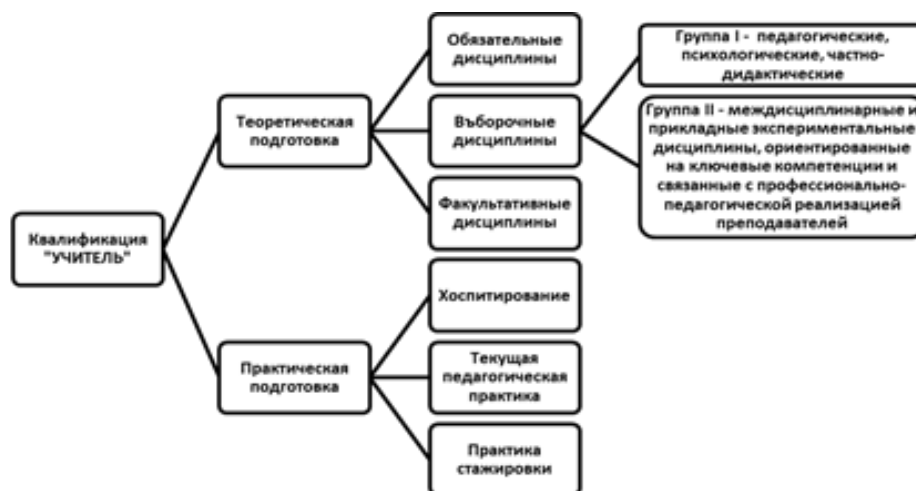 Квалификация
"УЧИТЕЛЬ"
Теоретическая
подготовка
Обязательные
дисциплины
Въборочные
дисциплины
Группа I - педагогические,
психологические, частно-
дидактические
Группа II - междисциплинарные и
прикладные экспериментальные
дисциплины, ориентированные
на ключевые компетенции и
связанные с профессионально-
педагогической реализацией
преподавателей
Факультативные
дисциплины
Практическая
подготовка
Хоспитирование
Текущая
педагогическая
практика
Практика
стажировки